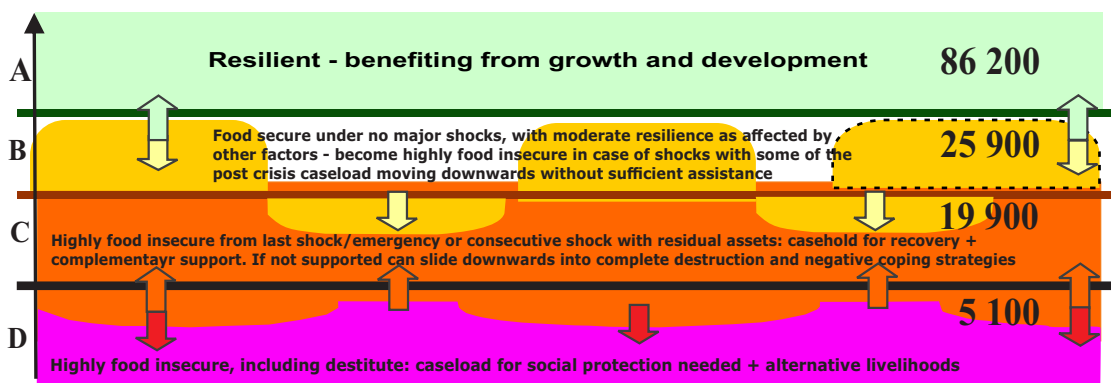 A
Resilient - benefiting from growth and development
86 200
B
Food secure under no major shocks, with moderate resilience as affected by
other factors - become highly food insecure in case of shocks with some of the
post crisis caseload moving downwards without sufficient assistance
25 900
C
19 900
Highly food insecure from last shock/emergency or consecutive shock with residual assets: casehold for recovery +
complementayr support. If not supported can slide downwards into complete destruction and negative coping strategies
5 100
D
Highly food insecure, including destitute: caseload for social protection needed + alternative livelihoods